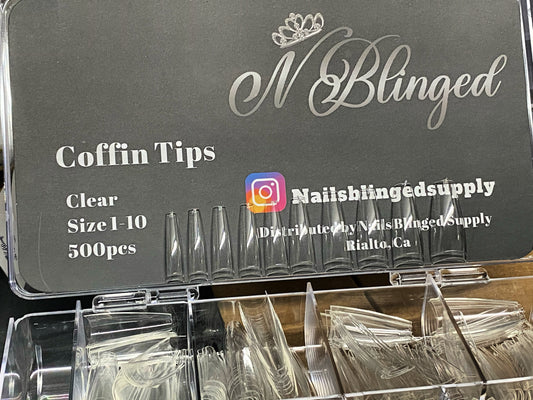 N Blinged
Coffin Tips
Clear
Size 1-10
500pcs
Nailsblingedsupply
Distributed by Nails Blinged Supply
Rialto, Ca